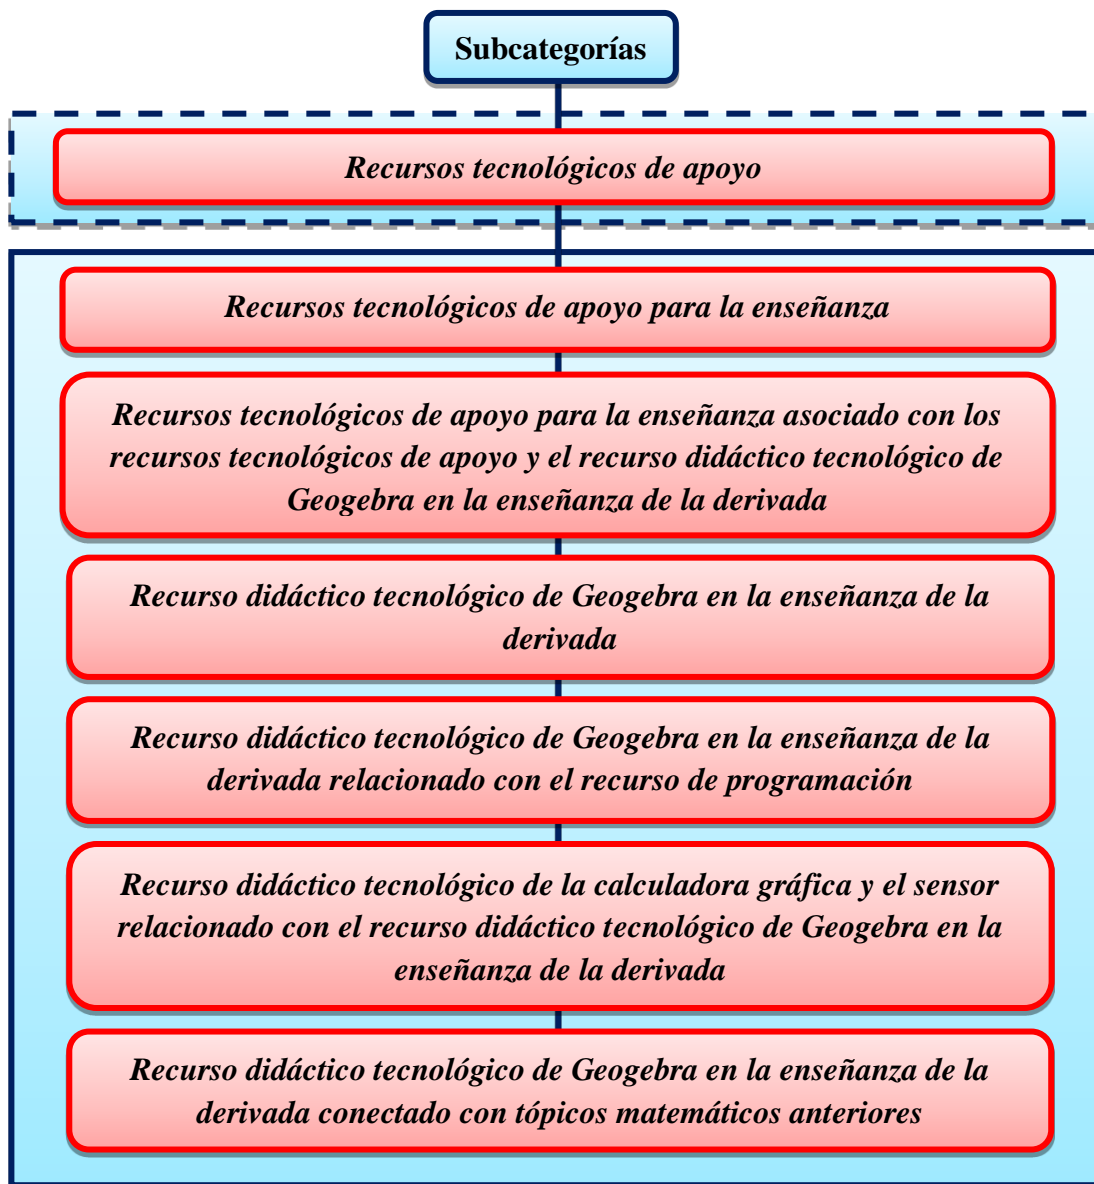 Subcategorías
Recursos tecnológicos de apoyo
Recursos tecnológicos de apoyo para la enseñanza
Recursos tecnológicos de apoyo para la enseñanza asociado con los
recursos tecnológicos de apoyo y el recurso didáctico tecnológico de
Geogebra en la enseñanza de la derivada
Recurso didáctico tecnológico de Geogebra en la enseñanza de la
derivada
Recurso didáctico tecnológico de Geogebra en la enseñanza de la
derivada relacionado con el recurso de programación
Recurso didáctico tecnológico de la calculadora gráfica y el sensor
relacionado con el recurso didáctico tecnológico de Geogebra en la
enseñanza de la derivada
Recurso didáctico tecnológico de Geogebra en la enseñanza de la
derivada conectado con tópicos matemáticos anteriores